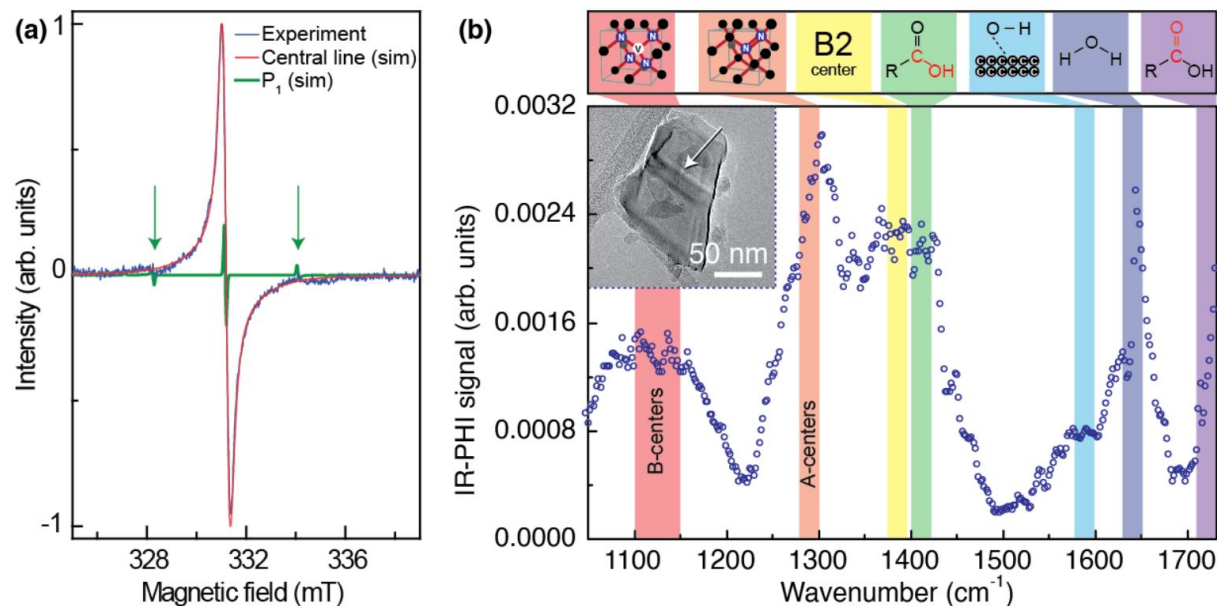 (a)
Experiment
Central line (sim)
P1 (sim)
1
0
-1
Intensity (arb. units)
328
332
336
Magnetic field (mT)
(b)
N
V
N
N
N
N
N
B2
center
O
R
OH
O
H
C C C C C C
C C C C C C
O
H
H
O
C
R
OH
0.0032
0.0024
0.0016
0.0008
0.0000
IR-PHI signal (arb. units)
50 nm
B-centers
A-centers
1100
1200
1300
1400
1500
1600
1700
Wavenumber (cm-1)